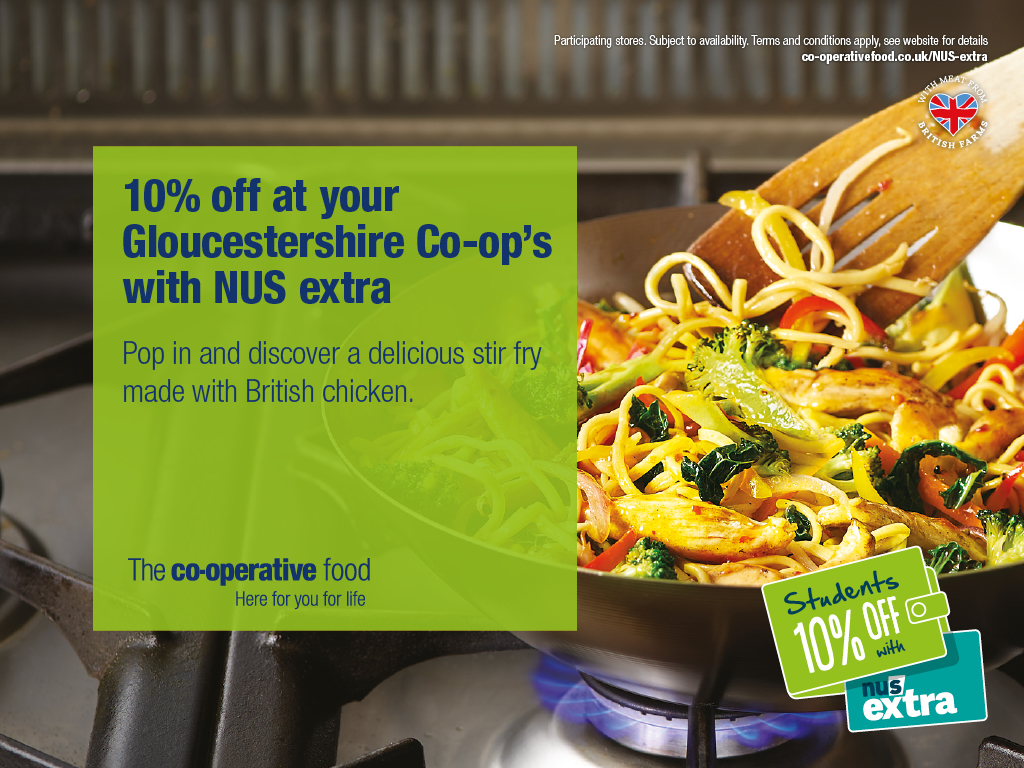 Participating stores. Subject to availability. Terms and conditions apply, see website for details
co-operativefood.co.uk/NUS-extra
WITH MEAT FROM
BRITISH FARMS
10% off at your
Gloucestershire Co-op's
with NUS extra
Pop in and discover a delicious stir fry
made with British chicken.
The co-operative food
Here for you for life
Students
10% OFF
with
nus
extra